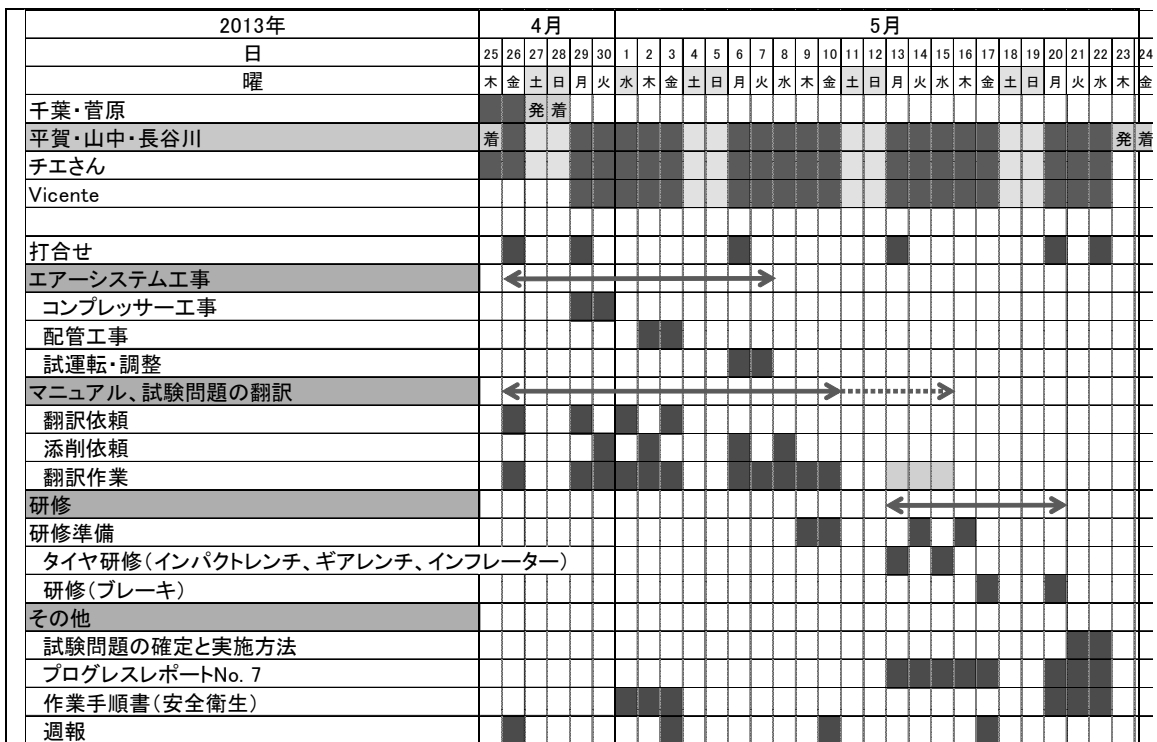 2013年 4月 5月
日 25 26 27 28 29 30 1 2 3 4 5 6 7 8 9 10 11 12 13 14 15 16 17 18 19 20 21 22 23 24
曜 木 金 土 日 月 火 水 木 金 土 日 月 火 水 木 金 土 日 月 火 水 木 金 土 日 月 火 水 木 金
千葉・菅原 発 着
平賀・山中・長谷川 着 発 着
チエさん
Vicente
打合せ
エアーシステム工事
コンプレッサー工事
配管工事
試運転・調整
マニュアル、試験問題の翻訳
翻訳依頼
添削依頼
翻訳作業
研修
研修準備
タイヤ研修(インパクトレンチ、ギアレンチ、インフレーター)
研修(ブレーキ)
その他
試験問題の確定と実施方法
プログレスレポートNo. 7
作業手順書(安全衛生)
週報